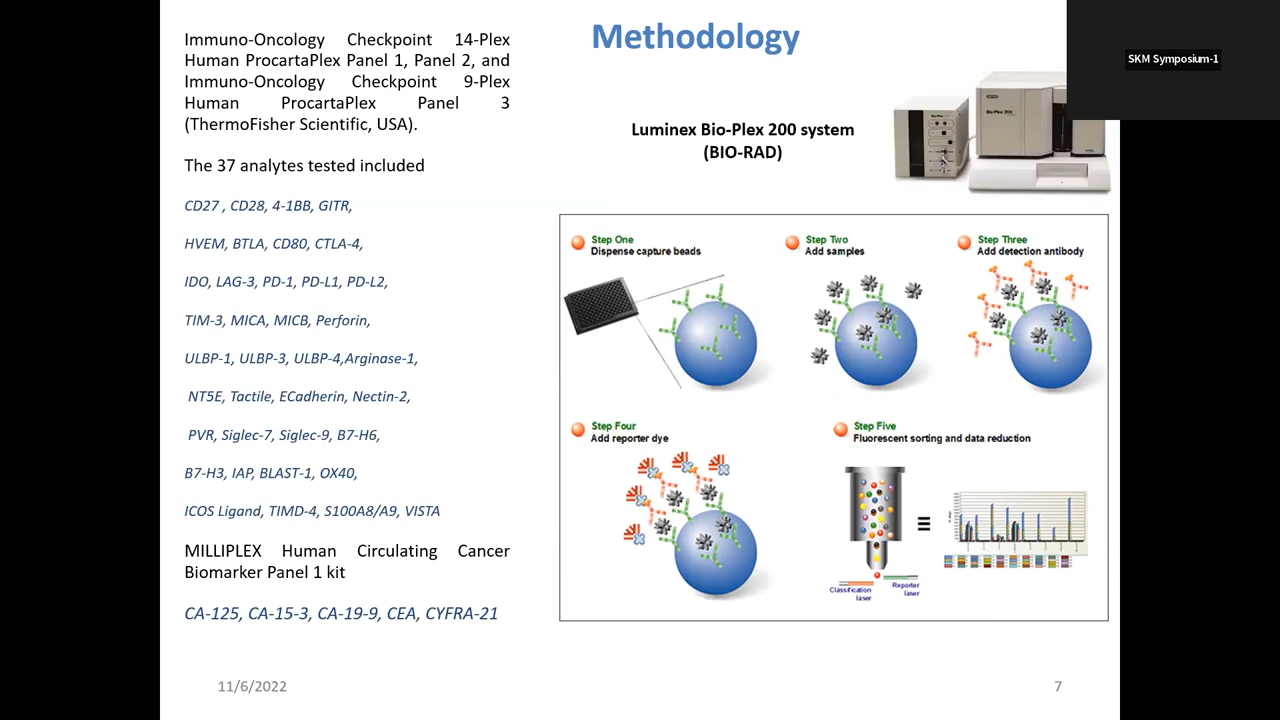 Methodology
Immuno-Oncology Checkpoint 14-Plex
Human ProcartaPlex Panel 1, Panel 2, and
Immuno-Oncology Checkpoint 9-Plex
Human ProcartaPlex Panel 3
(ThermoFisher Scientific, USA).
The 37 analytes tested included
CD27 , CD28, 4-1BB, GITR,
HVEM, BTLA, CD80, CTLA-4,
IDO, LAG-3, PD-1, PD-L1, PD-L2,
TIM-3, MICA, MICB, Perforin,
ULBP-1, ULBP-3, ULBP-4,Arginase-1,
NT5E, Tactile, ECadherin, Nectin-2,
PVR, Siglec-7, Siglec-9, B7-H6,
B7-H3, IAP, BLAST-1, OX40,
ICOS Ligand, TIMD-4, S100A8/A9, VISTA
MILLIPLEX Human Circulating Cancer
Biomarker Panel 1 kit
CA-125, CA-15-3, CA-19-9, CEA, CYFRA-21
Luminex Bio-Plex 200 system
(BIO-RAD)
Bio-Plex 200
SKM Symposium-1
Step One
Dispense capture beads
Step Two
Add samples
Step Three
Add detection antibody
Step Four
Add reporter dye
Step Five
Fluorescent sorting and data reduction
Classification
laser
Reporter
laser
11/6/2022
7